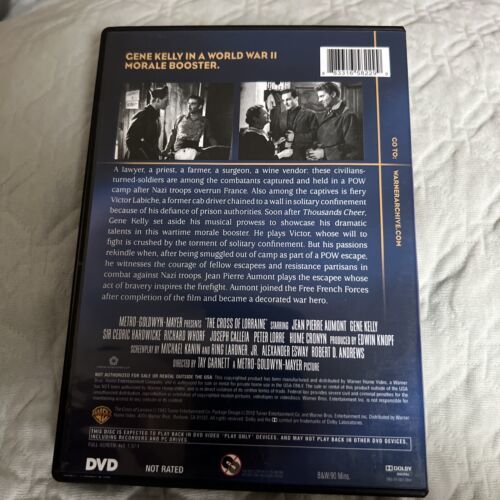 GENE KELLY IN A WORLD WAR II
MORALE BOOSTER.
GO TO:
WARNERARCHIVE.COM
A lawyer, a priest, a farmer, a surgeon, a wine vendor: these civilians-
turned-soldiers are among the combatants captured and held in a POW
camp after Nazi troops overrun France. Also among the captives is fiery
Victor Labiche, a former cab driver chained to a wall in solitary confinement
because of his defiance of prison authorities. Soon after Thousands Cheer,
Gene Kelly set aside his musical prowess to showcase his dramatic
talents in this wartime morale booster. He plays Victor, whose will to
fight is crushed by the torment of solitary confinement. But his passions
rekindle when, after being smuggled out of camp as part of a POW escape,
he witnesses the courage of fellow escapees and resistance partisans in
combat against Nazi troops. Jean Pierre Aumont plays the escapee whose
act of bravery inspires the firefight. Aumont joined the Free French Forces
after completion of the film and became a decorated war hero.
METRO-GOLDWYN-MAYER PRESENTS "THE CROSS OF LORRAINE" STARRING JEAN PIERRE AUMONT GENE KELLY
SIR CEDRIC HARDWICKE RICHARD WHORF JOSEPH CALLEIA PETER LORRE HUME CRONYN PRODUCED BY EDWIN KNOPF
SCREENPLAY BY MICHAEL KANIN AND RING LARDNER, JR. ALEXANDER ESWAY ROBERT D. ANDREWS
DIRECTED BY TAY GARNETT A METRO-GOLDWYN-MAYER PICTURE
NOT AUTHORIZED FOR SALE OR RENTAL OUTSIDE THE USA
THIS DISC IS EXPECTED TO PLAY BACK IN DVD VIDEO "PLAY ONLY" DEVICES, AND MAY NOT PLAY BACK IN OTHER DVD DEVICES,
INCLUDING RECORDERS AND PC DRIVES.
DVD
NOT RATED
B&W/90 Mins.
DOLBY